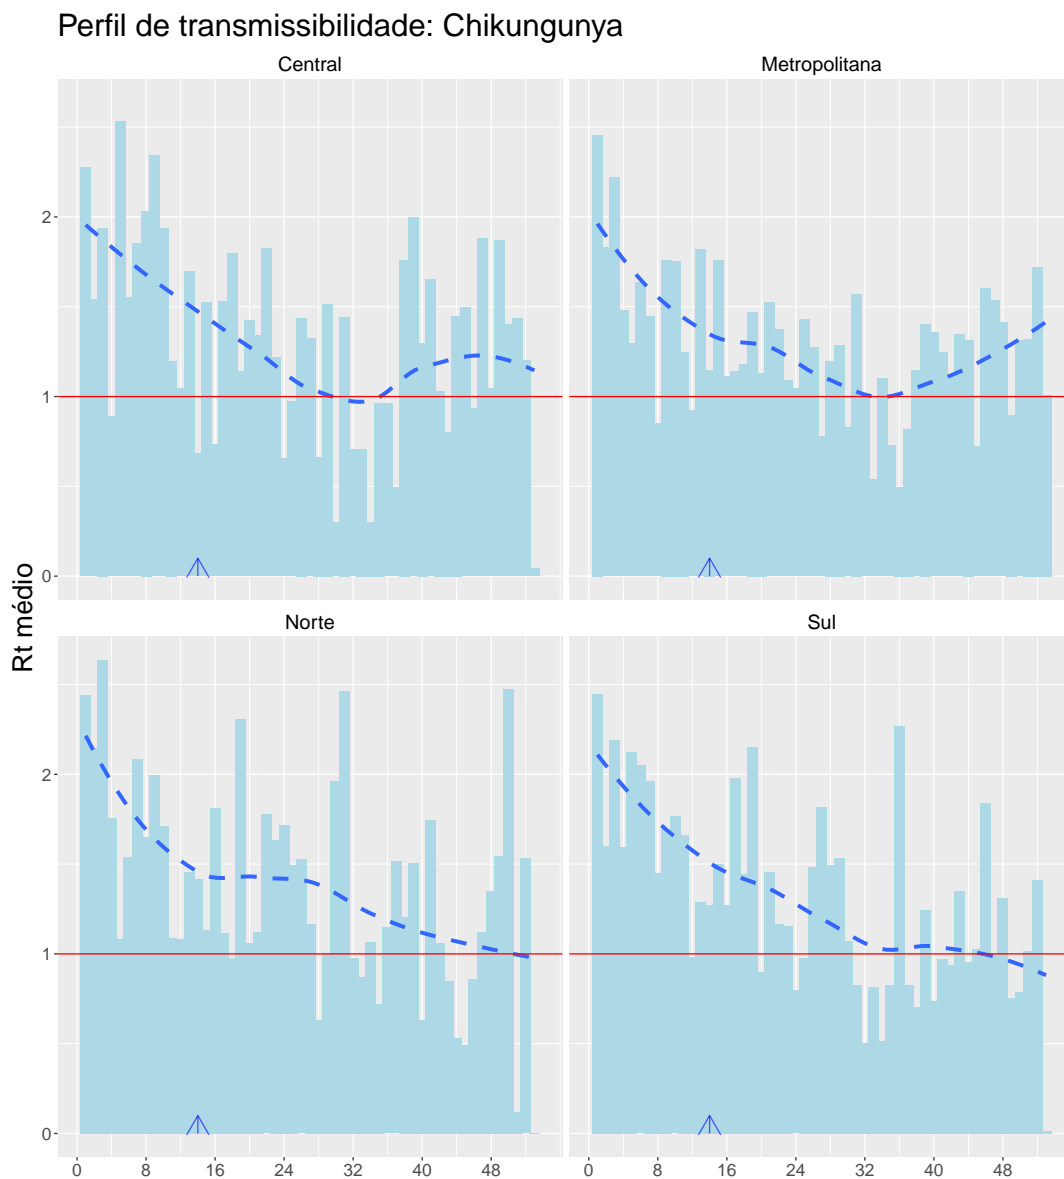 Perfil de transmissibilidade: Chikungunya
Central
Metropolitana
2
1
0
Rt médio
Norte
Sul
2
1
0
0 8 16 24 32 40 48
0 8 16 24 32 40 48